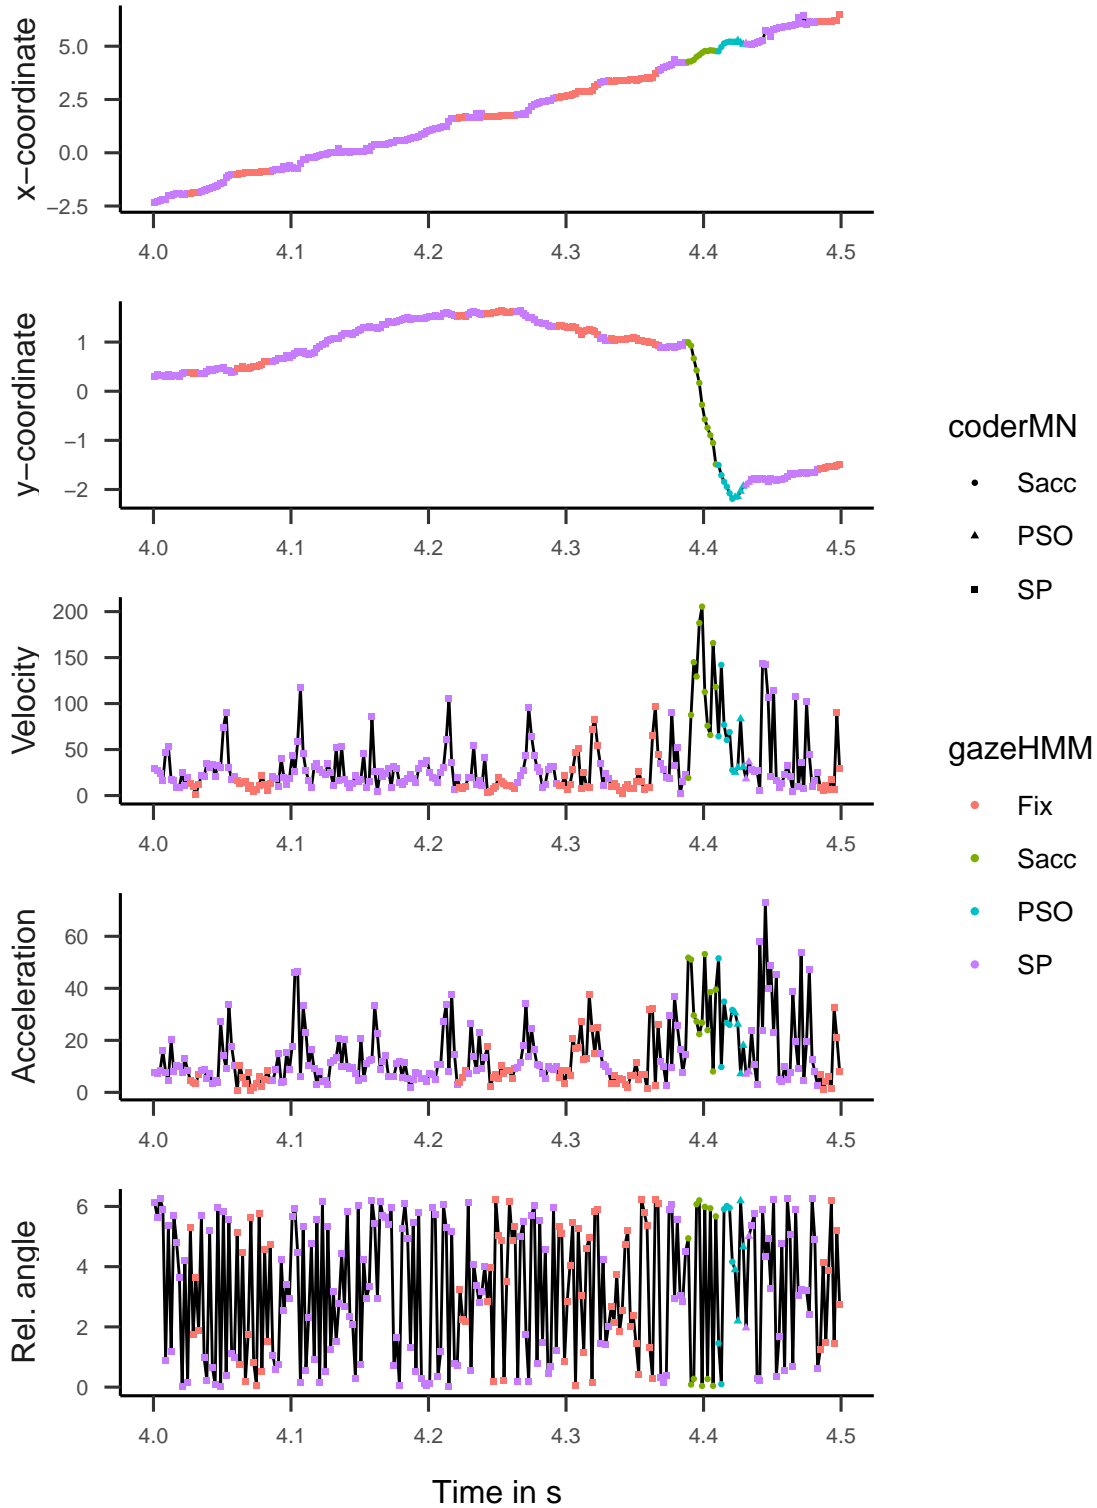 x−coordinate
5.0
2.5
0.0
−2.5
4.0 4.1 4.2 4.3 4.4 4.5
y−coordinate
1
0
−1
−2
4.0 4.1 4.2 4.3 4.4 4.5
Velocity
200
150
100
50
0
4.0 4.1 4.2 4.3 4.4 4.5
Acceleration
60
40
20
0
4.0 4.1 4.2 4.3 4.4 4.5
Rel. angle
6
4
2
0
4.0 4.1 4.2 4.3 4.4 4.5
Time in s
coderMN
Sacc
PSO
SP
gazeHMM
Fix
Sacc
PSO
SP